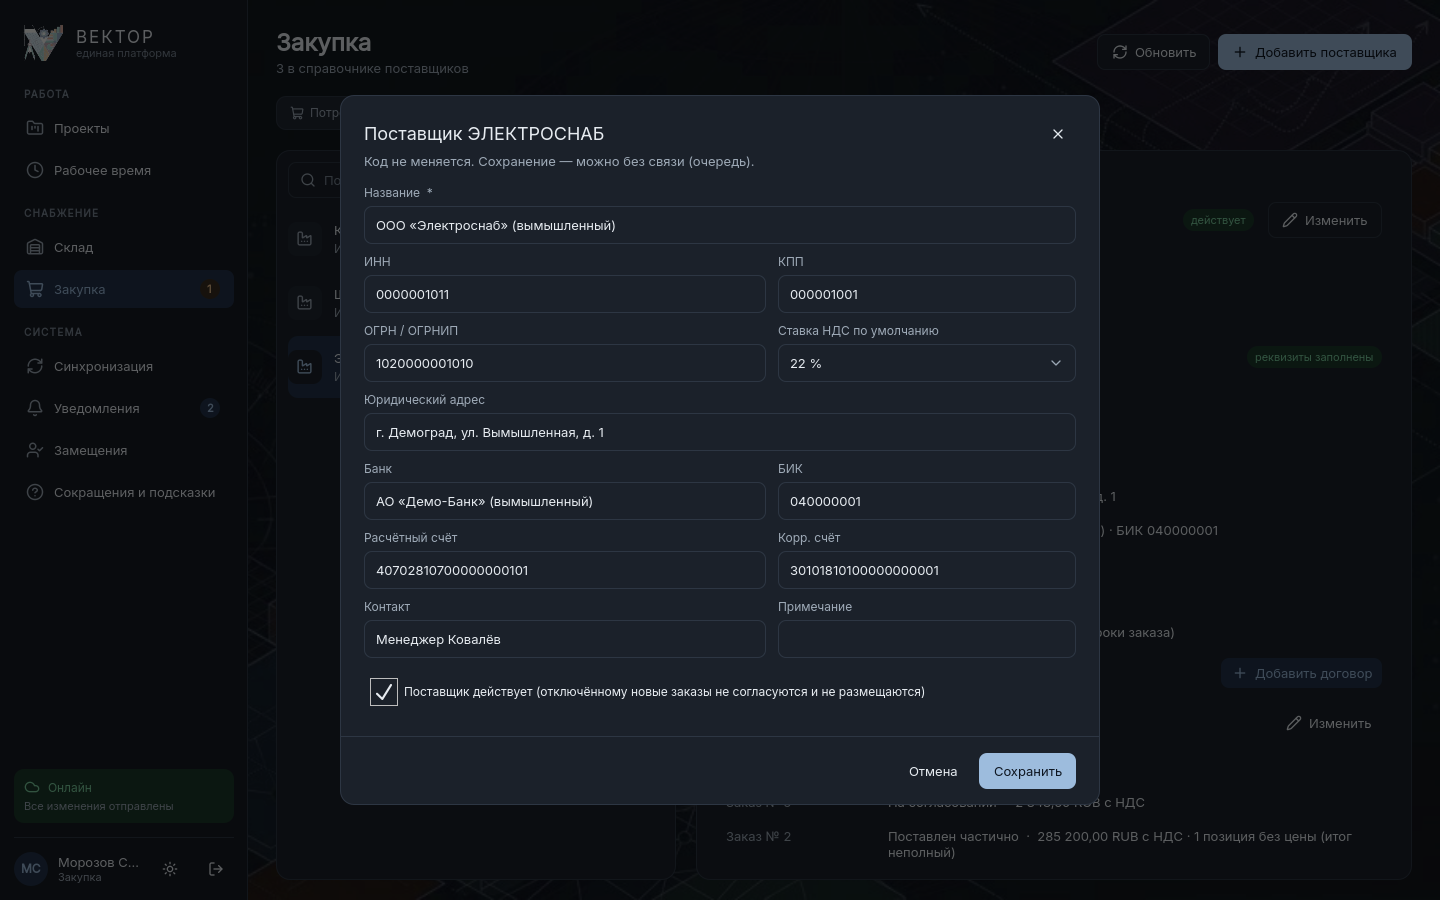 ВЕКТОР
единая платформа
РАБОТА
Проекты
Рабочее время
СНАБЖЕНИЕ
Склад
Закупка 1
СИСТЕМА
Синхронизация
Уведомления 2
Замещения
Сокращения и подсказки
Онлайн
Все изменения отправлены
МС
Морозов С...
Закупка
Закупка
3 в справочнике поставщиков
Обновить
Добавить поставщика
Поставщик ЭЛЕКТРОСНАБ
Код не меняется. Сохранение — можно без связи (очередь).
Название *
ООО «Электроснаб» (вымышленный)
ИНН
КПП
0000001011
000001001
ОГРН / ОГРНИП
Ставка НДС по умолчанию
1020000001010
22 %
Юридический адрес
г. Демоград, ул. Вымышленная, д. 1
Банк
БИК
АО «Демо-Банк» (вымышленный)
040000001
Расчётный счёт
Корр. счёт
40702810700000000101
30101810100000000001
Контакт
Примечание
Менеджер Ковалёв
Поставщик действует (отключённому новые заказы не согласуются и не размещаются)
Отмена
Сохранить
действует
Изменить
реквизиты заполнены
д. 1
) · БИК 040000001
заказа)
Добавить договор
Изменить
с НДС
Заказ № 2
Поставлен частично · 285 200,00 RUB с НДС · 1 позиция без цены (итог
неполный)